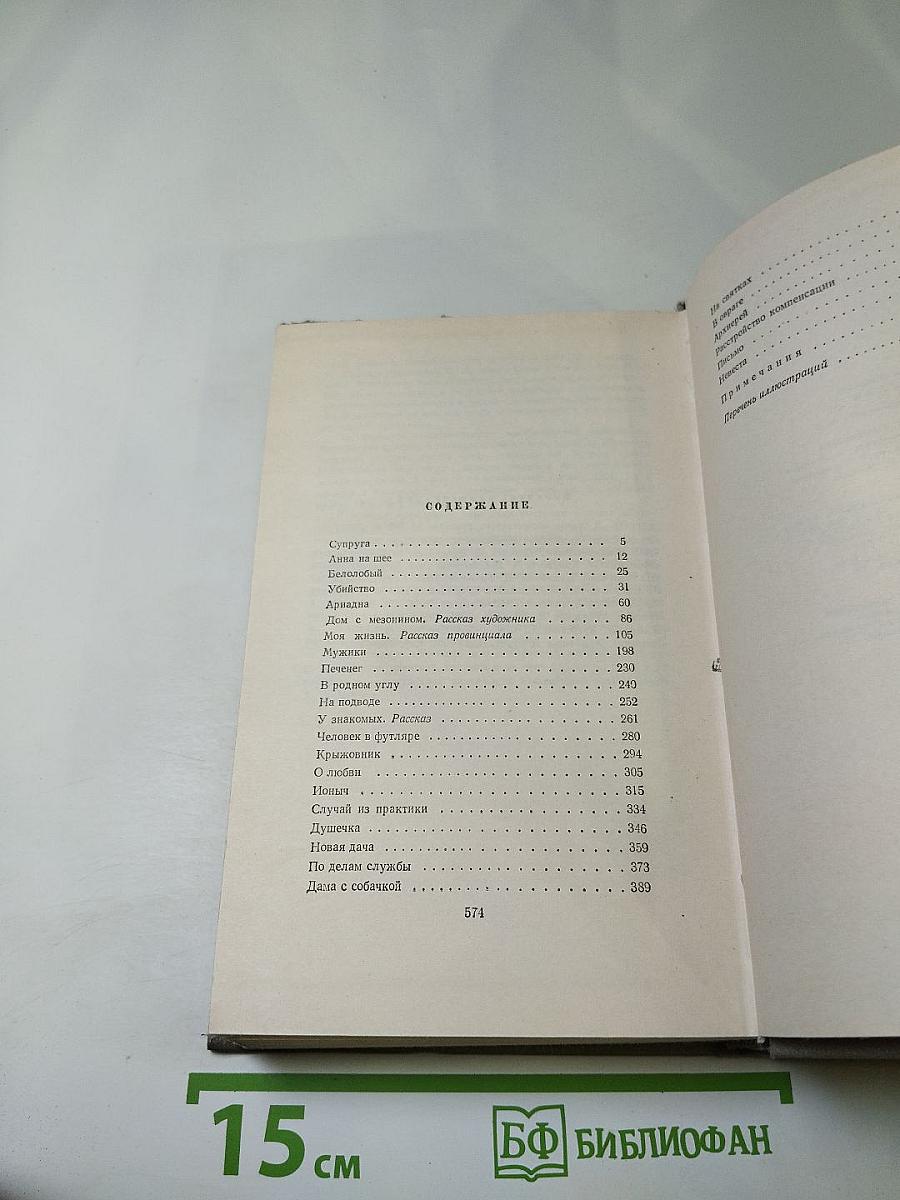 СОДЕРЖАНИЕ
Супруга . . . . . . . . . . . . . . . . . . . . . . . 5
Анна на шее . . . . . . . . . . . . . . . . . . . . 12
Белолобый . . . . . . . . . . . . . . . . . . . . . 25
Убийство . . . . . . . . . . . . . . . . . . . . . . 31
Ариадна . . . . . . . . . . . . . . . . . . . . . . 60
Дом с мезонином. Рассказ художника . . . . . . 86
Моя жизнь. Рассказ провинциала . . . . . . . . 105
Мужики . . . . . . . . . . . . . . . . . . . . . . 198
Печенег . . . . . . . . . . . . . . . . . . . . . . 230
В родном углу . . . . . . . . . . . . . . . . . . . 240
На подводе . . . . . . . . . . . . . . . . . . . . 252
У знакомых. Рассказ . . . . . . . . . . . . . . . 261
Человек в футляре . . . . . . . . . . . . . . . . 280
Крыжовник . . . . . . . . . . . . . . . . . . . . 294
О любви . . . . . . . . . . . . . . . . . . . . . 305
Ионыч . . . . . . . . . . . . . . . . . . . . . . 315
Случай из практики . . . . . . . . . . . . . . . 334
Душечка . . . . . . . . . . . . . . . . . . . . . 346
Новая дача . . . . . . . . . . . . . . . . . . . . 359
По делам службы . . . . . . . . . . . . . . . . . 373
Дама с собачкой . . . . . . . . . . . . . . . . . 389
574
На святках . . . . . . . . . . . .
В овраге . . . . . . . . . . . .
Архиерей . . . . . . . . . . . .
Расстройство компенсации . . . . .
Письмо . . . . . . . . . . . .
Невеста . . . . . . . . . . . .
Примечания . . . . . . . .
Перечень иллюстраций . . . . . .
15 см
БФ БИБЛИОФАН